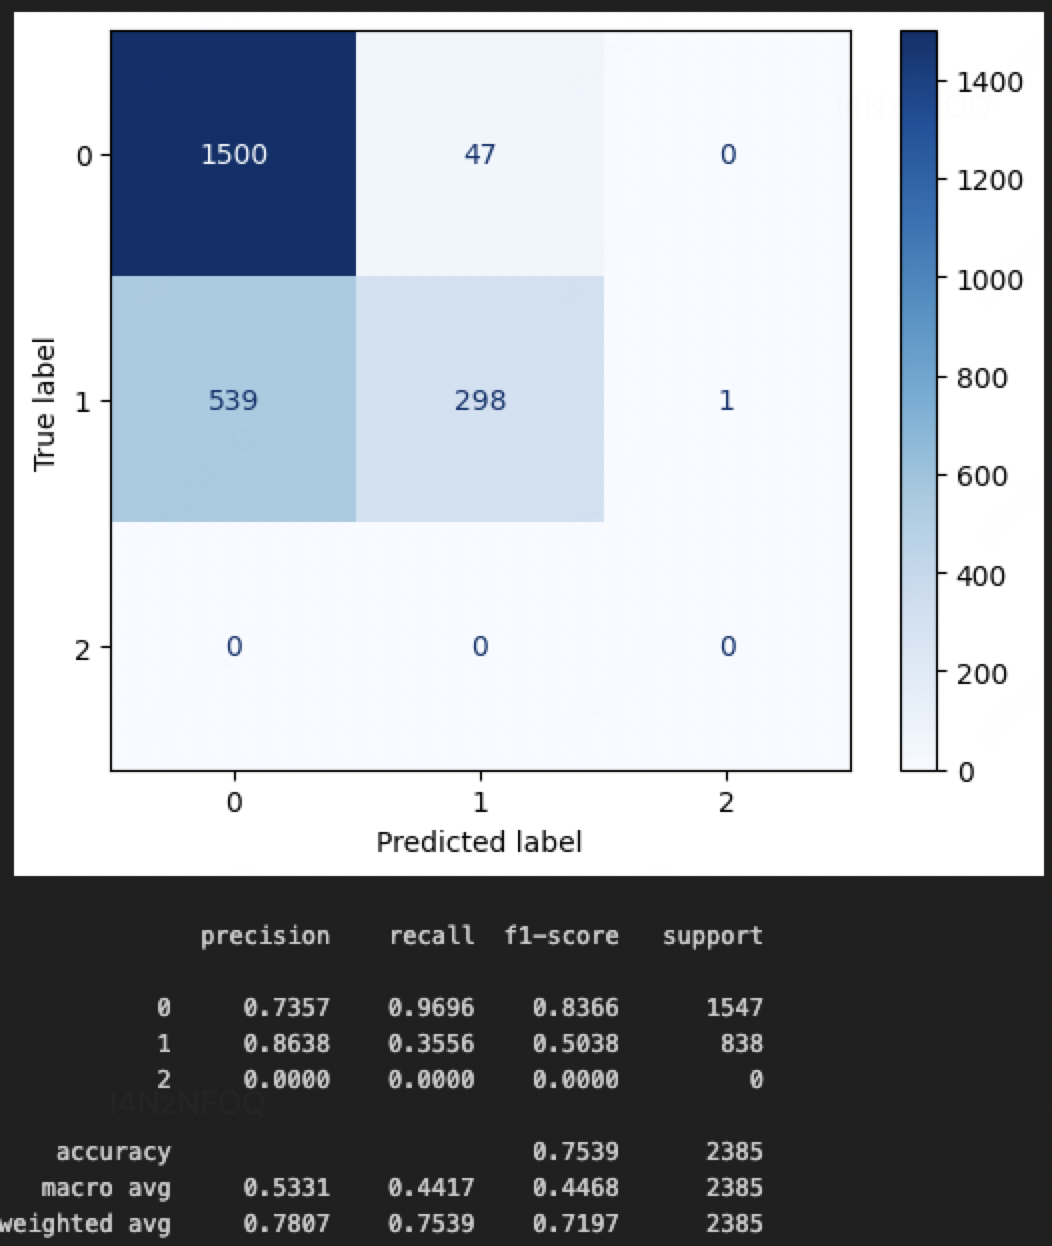 1500 47 0
539 298 1
0 0 0
0
1
2
True label
0 1 2
Predicted label
1400
1200
1000
800
600
400
200
0
precision recall f1-score support
0 0.7357 0.9696 0.8366 1547
1 0.8638 0.3556 0.5038 838
2 0.0000 0.0000 0.0000 0
I4NzNFOQ
accuracy 0.7539 2385
macro avg 0.5331 0.4417 0.4468 2385
weighted avg 0.7807 0.7539 0.7197 2385